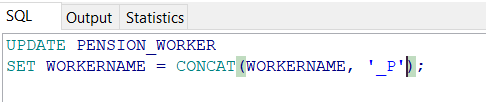 SQL Output Statistics
UPDATE PENSION_WORKER
SET WORKERNAME = CONCAT(WORKERNAME, '_P');